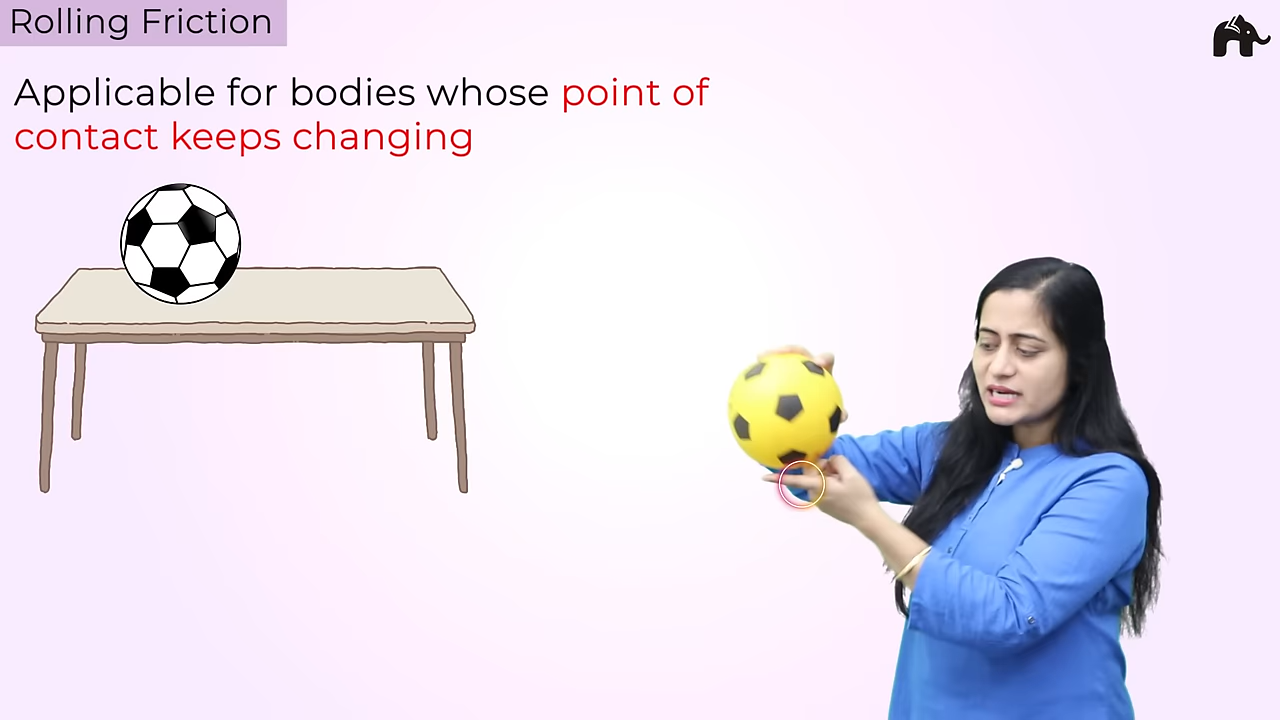 Rolling Friction
Applicable for bodies whose point of
contact keeps changing